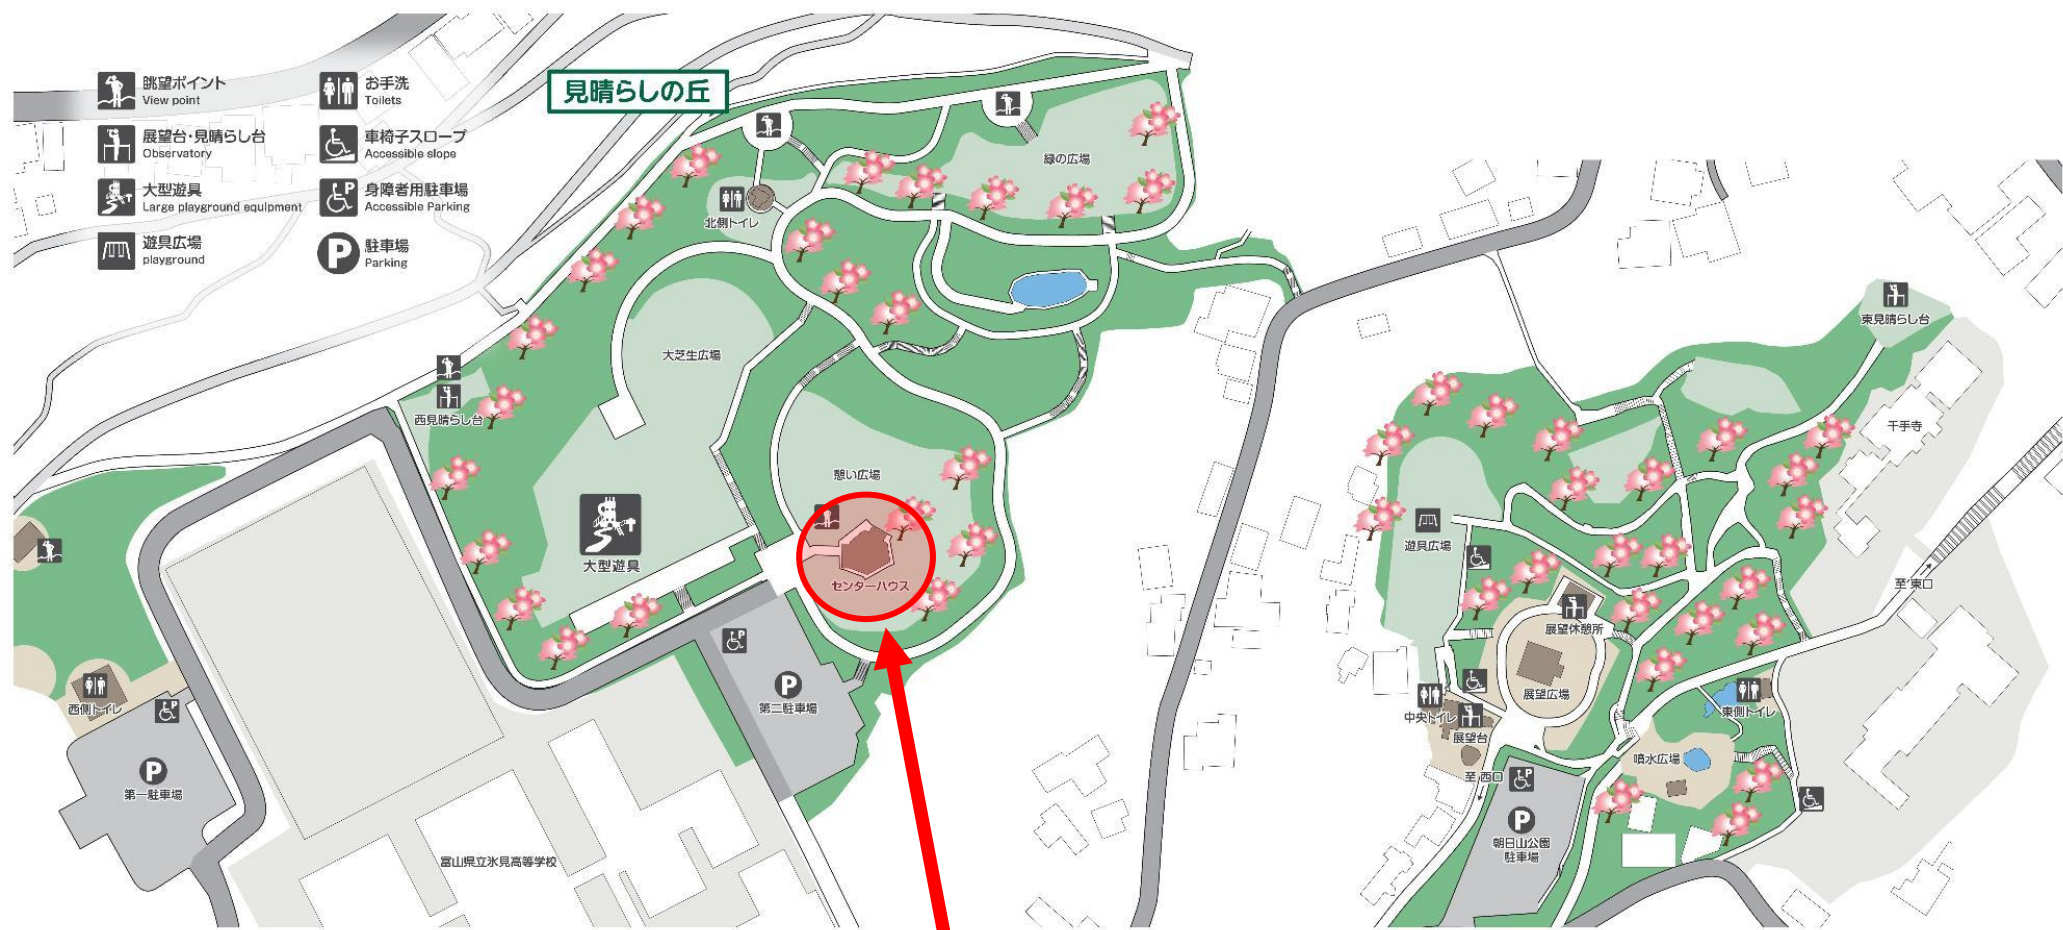 眺望ポイント
View point
お手洗
Toilets
展望台・見晴らし台
Observatory
車椅子スロープ
Accessible slope
大型遊具
Large playground equipment
身障者用駐車場
Accessible Parking
遊具広場
playground
P
駐車場
Parking
見晴らしの丘
緑の広場
北側トイレ
大芝生広場
西見晴らし台
憩い広場
大型遊具
センターハウス
P
第二駐車場
西側トイレ
P
第一駐車場
富山県立氷見高等学校
東見晴らし台
千手寺
遊具広場
至 東口
展望休憩所
展望広場
中央トイレ
展望台
東側トイレ
噴水広場
至 西口
P
朝日山公園
駐車場